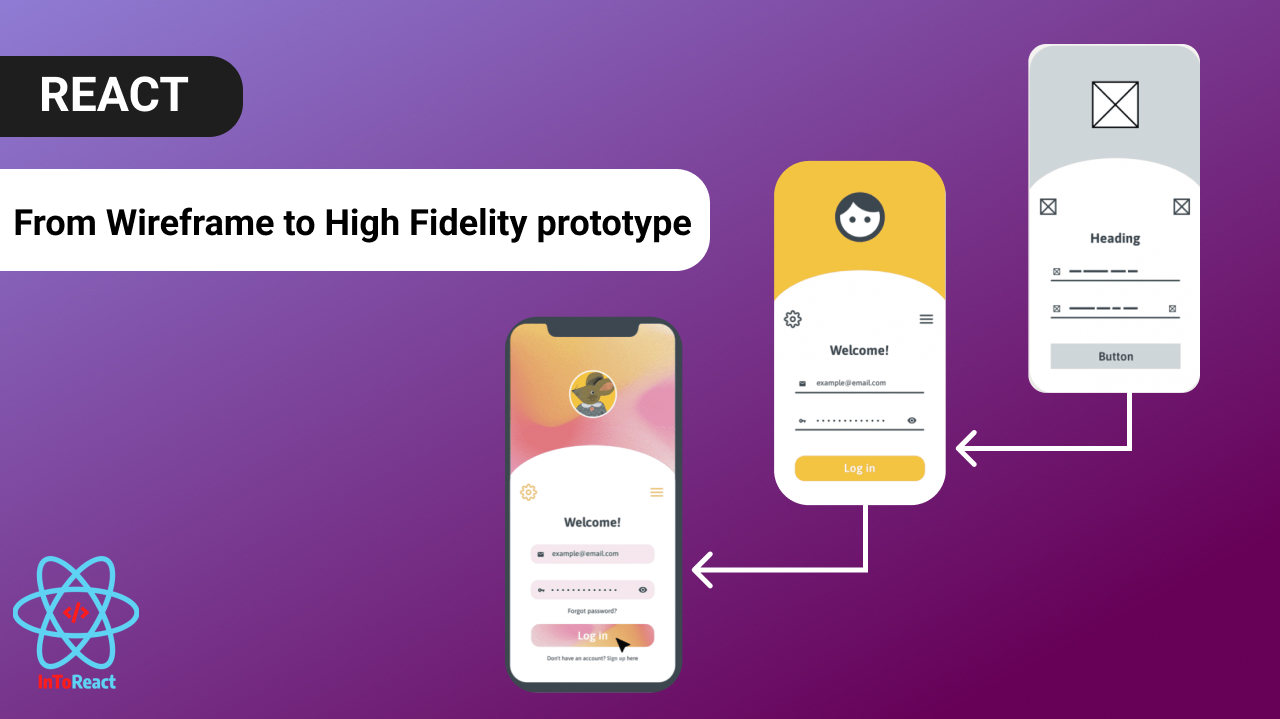 REACT
From Wireframe to High Fidelity prototype
Heading
Button
Welcome!
example@email.com
Log in
Welcome!
example@email.com
Forgot password?
Log in
Don't have an account? Sign up here
</>
InToReact